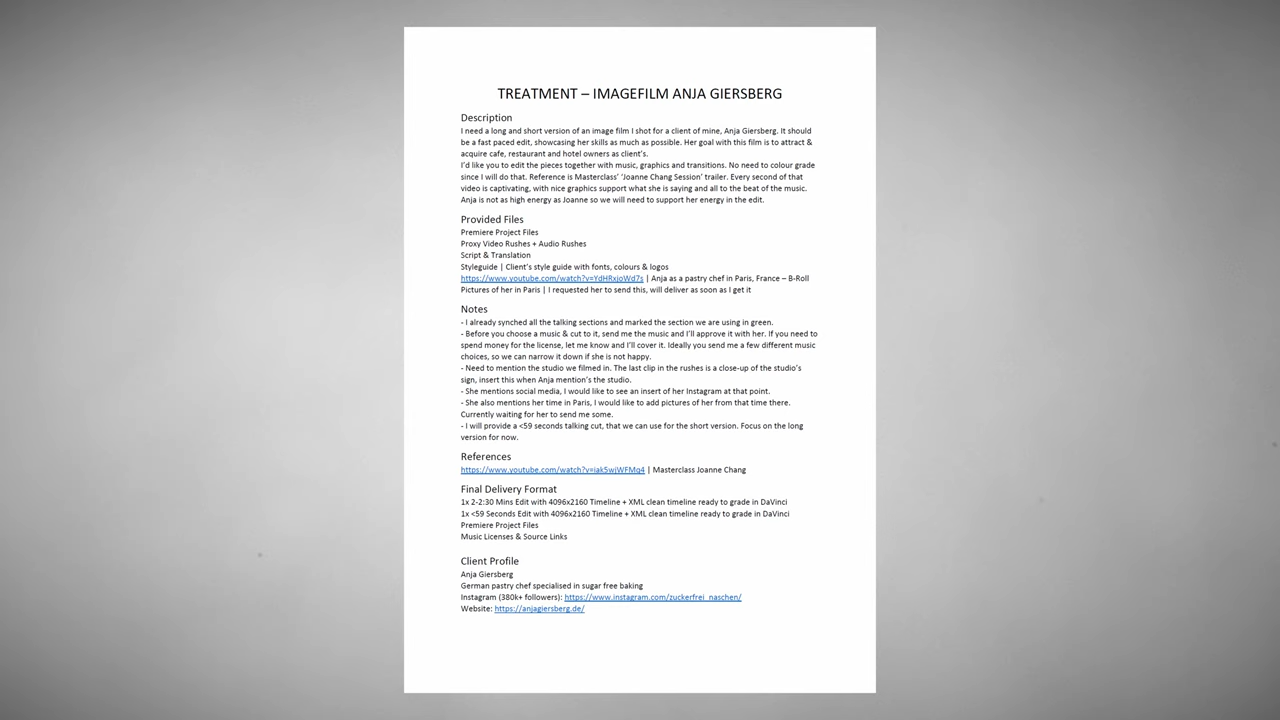 TREATMENT – IMAGEFILM ANJA GIERSBERG
Description
I need a long and short version of an image film I shot for a client of mine, Anja Giersberg. It should
be a fast paced edit, showcasing her skills as much as possible. Her goal with this film is to attract &
acquire cafe, restaurant and hotel owners as client's.
I'd like you to edit the pieces together with music, graphics and transitions. No need to colour grade
since I will do that. Reference is Masterclass' 'Joanne Chang Session' trailer. Every second of that
video is captivating, with nice graphics support what she is saying and all to the beat of the music.
Anja is not as high energy as Joanne so we will need to support her energy in the edit.
Provided Files
Premiere Project Files
Proxy Video Rushes + Audio Rushes
Script & Translation
Styleguide | Client's style guide with fonts, colours & logos
https://www.youtube.com/watch?v=YdHRxjoWd7s | Anja as a pastry chef in Paris, France – B-Roll
Pictures of her in Paris | I requested her to send this, will deliver as soon as I get it
Notes
- I already synched all the talking sections and marked the section we are using in green.
- Before you choose a music & cut to it, send me the music and I'll approve it with her. If you need to
spend money for the license, let me know and I'll cover it. Ideally you send me a few different music
choices, so we can narrow it down if she is not happy.
- Need to mention the studio we filmed in. The last clip in the rushes is a close-up of the studio's
sign, insert this when Anja mention's the studio.
- She mentions social media, I would like to see an insert of her Instagram at that point.
- She also mentions her time in Paris, I would like to add pictures of her from that time there.
Currently waiting for her to send me some.
- I will provide a <59 seconds talking cut, that we can use for the short version. Focus on the long
version for now.
References
https://www.youtube.com/watch?v=iak5wjWFMq4 | Masterclass Joanne Chang
Final Delivery Format
1x 2-2:30 Mins Edit with 4096x2160 Timeline + XML clean timeline ready to grade in DaVinci
1x <59 Seconds Edit with 4096x2160 Timeline + XML clean timeline ready to grade in DaVinci
Premiere Project Files
Music Licenses & Source Links
Client Profile
Anja Giersberg
German pastry chef specialised in sugar free baking
Instagram (380k+ followers): https://www.instagram.com/zuckerfrei_naschen/
Website: https://anjagiersberg.de/